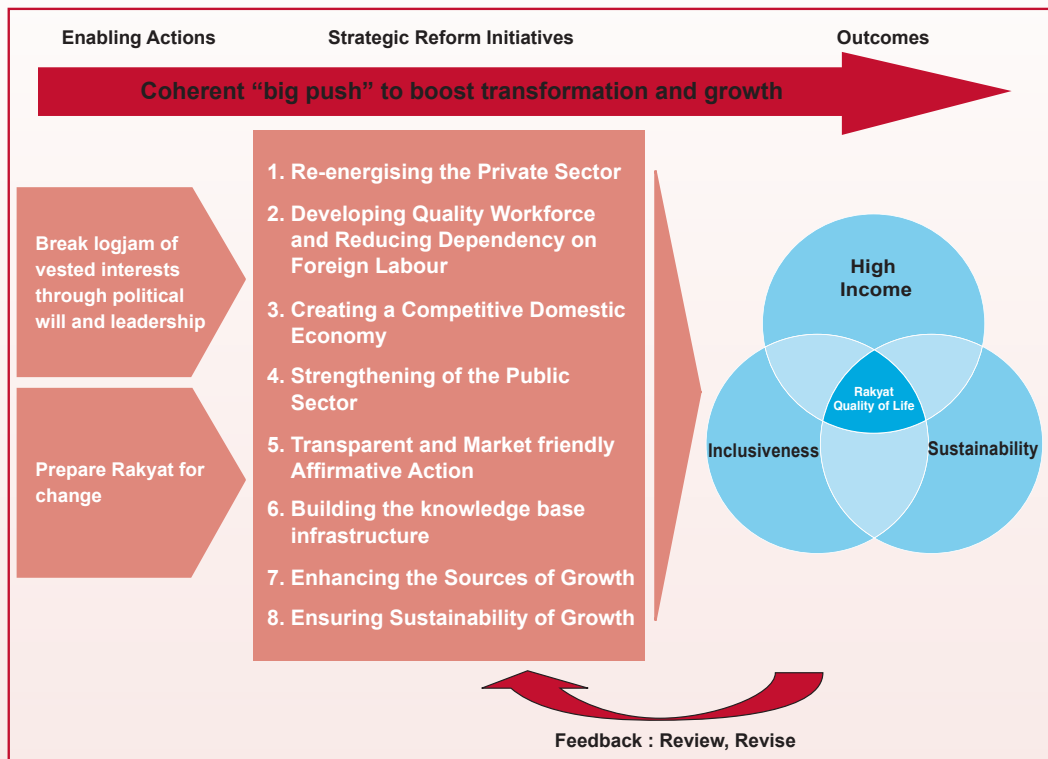 Enabling Actions
Strategic Reform Initiatives
Outcomes
Coherent “big push” to boost transformation and growth
Break logjam of
vested interests
through political
will and leadership
Prepare Rakyat for
change
1. Re-energising the Private Sector
2. Developing Quality Workforce
and Reducing Dependency on
Foreign Labour
3. Creating a Competitive Domestic
Economy
4. Strengthening of the Public
Sector
5. Transparent and Market friendly
Affirmative Action
6. Building the knowledge base
infrastructure
7. Enhancing the Sources of Growth
8. Ensuring Sustainability of Growth
High
Income
Rakyat
Quality of Life
Inclusiveness
Sustainability
Feedback : Review, Revise